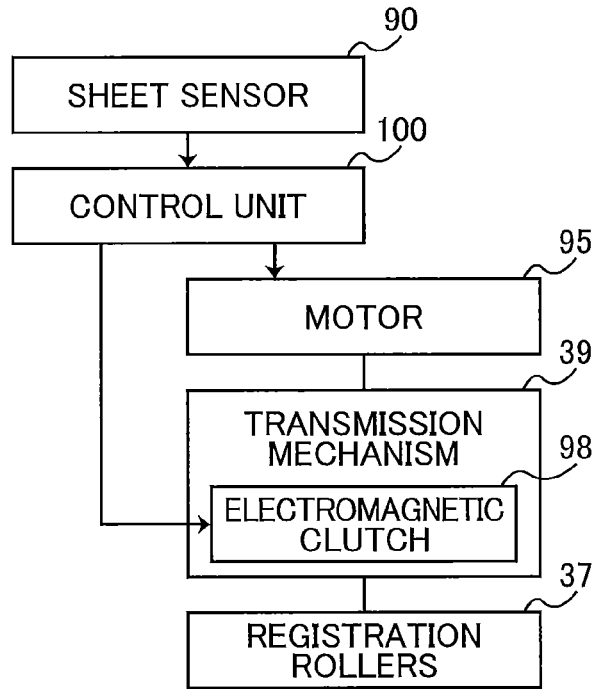 90
SHEET SENSOR
100
CONTROL UNIT
95
MOTOR
39
TRANSMISSION
MECHANISM
98
ELECTROMAGNETIC
CLUTCH
37
REGISTRATION
ROLLERS